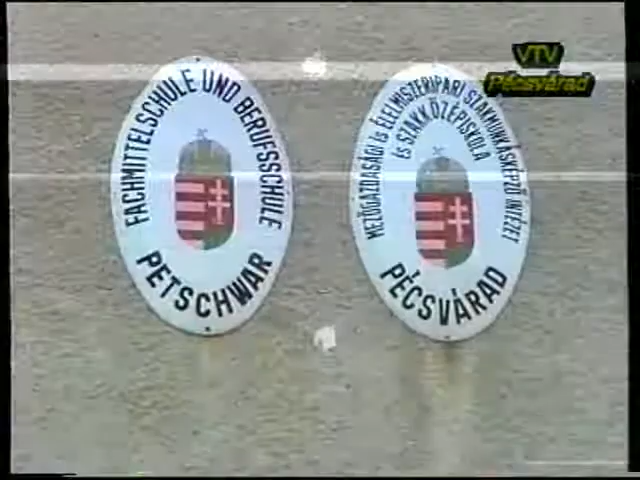 VTV
Pécsvárad
FACHMITTELSCHULE UND BERUFSSCHULE
PETSCHWAR
MEZŐGAZDASÁGI ÉS ÉLELMISZERIPARI SZAKMUNKÁSKÉPZŐ INTÉZET
ÉS SZAKKÖZÉPISKOLA
PÉCSVÁRAD